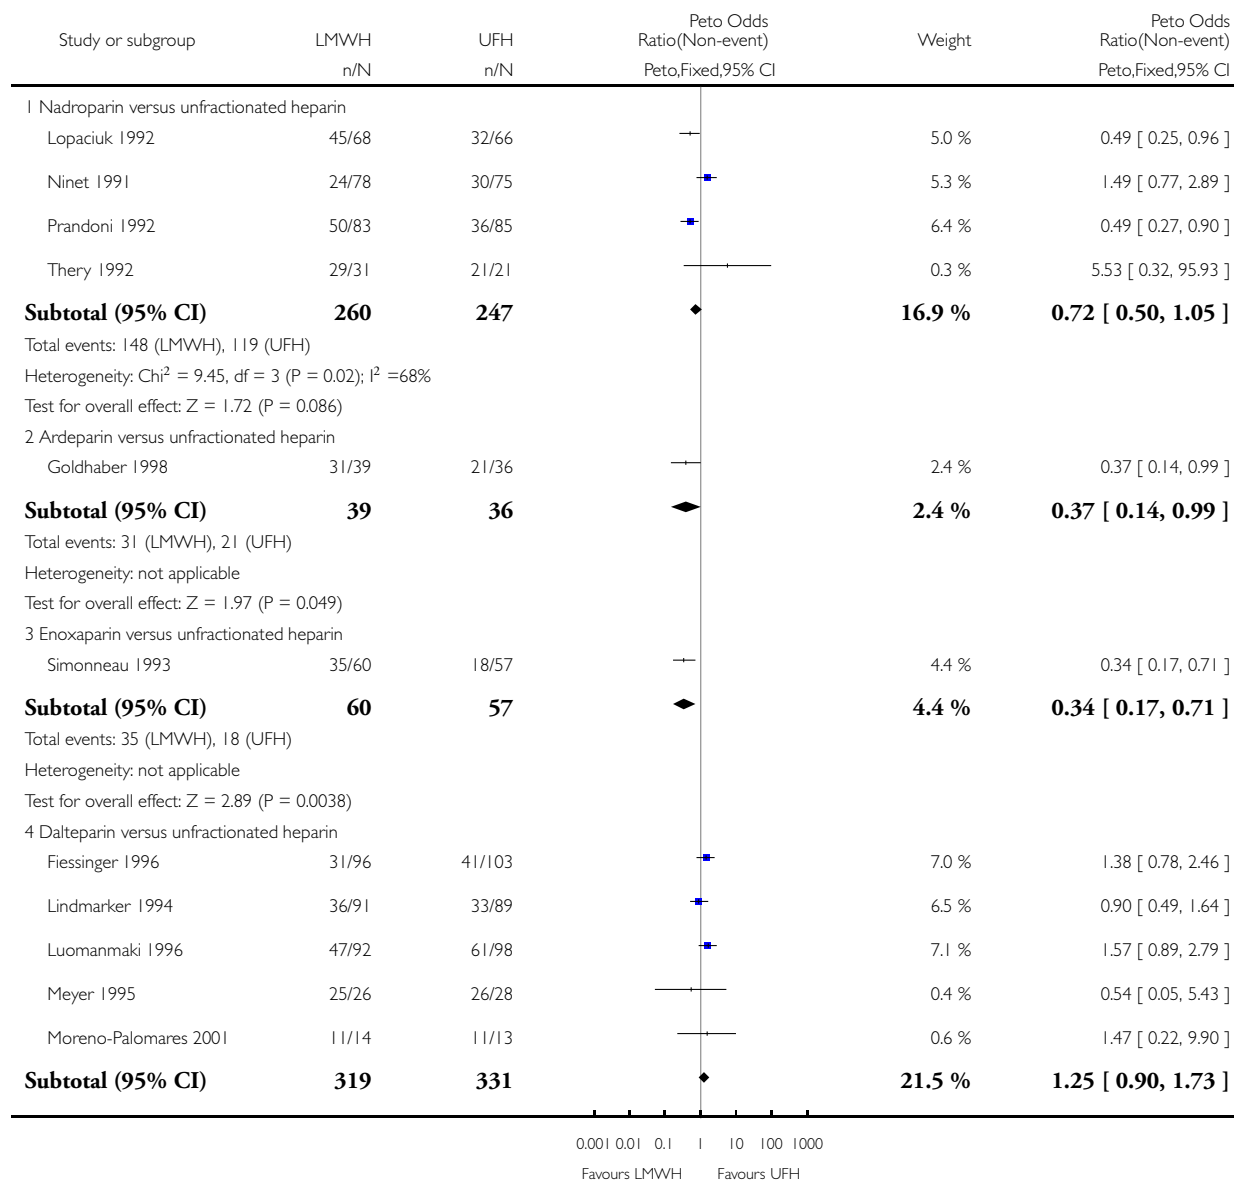 Study or subgroup LMWH UFH Peto Odds Ratio(Non-event) Weight Peto Odds Ratio(Non-event)
n/N n/N Peto,Fixed,95% CI Peto,Fixed,95% CI
1 Nadroparin versus unfractionated heparin
Lopaciuk 1992 45/68 32/66 5.0 % 0.49 [ 0.25, 0.96 ]
Ninet 1991 24/78 30/75 5.3 % 1.49 [ 0.77, 2.89 ]
Prandoni 1992 50/83 36/85 6.4 % 0.49 [ 0.27, 0.90 ]
Thery 1992 29/31 21/21 0.3 % 5.53 [ 0.32, 95.93 ]
Subtotal (95% CI) 260 247 16.9 % 0.72 [ 0.50, 1.05 ]
Total events: 148 (LMWH), 119 (UFH)
Heterogeneity: Chi² = 9.45, df = 3 (P = 0.02); I² =68%
Test for overall effect: Z = 1.72 (P = 0.086)
2 Ardeparin versus unfractionated heparin
Goldhaber 1998 31/39 21/36 2.4 % 0.37 [ 0.14, 0.99 ]
Subtotal (95% CI) 39 36 2.4 % 0.37 [ 0.14, 0.99 ]
Total events: 31 (LMWH), 21 (UFH)
Heterogeneity: not applicable
Test for overall effect: Z = 1.97 (P = 0.049)
3 Enoxaparin versus unfractionated heparin
Simonneau 1993 35/60 18/57 4.4 % 0.34 [ 0.17, 0.71 ]
Subtotal (95% CI) 60 57 4.4 % 0.34 [ 0.17, 0.71 ]
Total events: 35 (LMWH), 18 (UFH)
Heterogeneity: not applicable
Test for overall effect: Z = 2.89 (P = 0.0038)
4 Dalteparin versus unfractionated heparin
Fiessinger 1996 31/96 41/103 7.0 % 1.38 [ 0.78, 2.46 ]
Lindmarker 1994 36/91 33/89 6.5 % 0.90 [ 0.49, 1.64 ]
Luomanmaki 1996 47/92 61/98 7.1 % 1.57 [ 0.89, 2.79 ]
Meyer 1995 25/26 26/28 0.4 % 0.54 [ 0.05, 5.43 ]
Moreno-Palomares 2001 11/14 11/13 0.6 % 1.47 [ 0.22, 9.90 ]
Subtotal (95% CI) 319 331 21.5 % 1.25 [ 0.90, 1.73 ]
0.001 0.01 0.1 1 10 100 1000
Favours LMWH Favours UFH